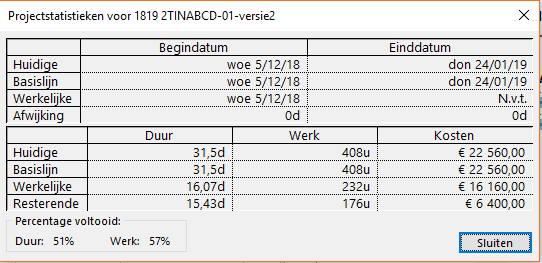 Projectstatistieken voor 1819 2TINABCD-01-versie2
Begindatum Einddatum
Huidige woe 5/12/18 don 24/01/19
Basislijn woe 5/12/18 don 24/01/19
Werkelijke woe 5/12/18 N.v.t.
Afwijking 0d 0d
Duur Werk Kosten
Huidige 31,5d 408u € 22 560,00
Basislijn 31,5d 408u € 22 560,00
Werkelijke 16,07d 232u € 16 160,00
Resterende 15,43d 176u € 6 400,00
Percentage voltooid:
Duur: 51% Werk: 57% Sluiten